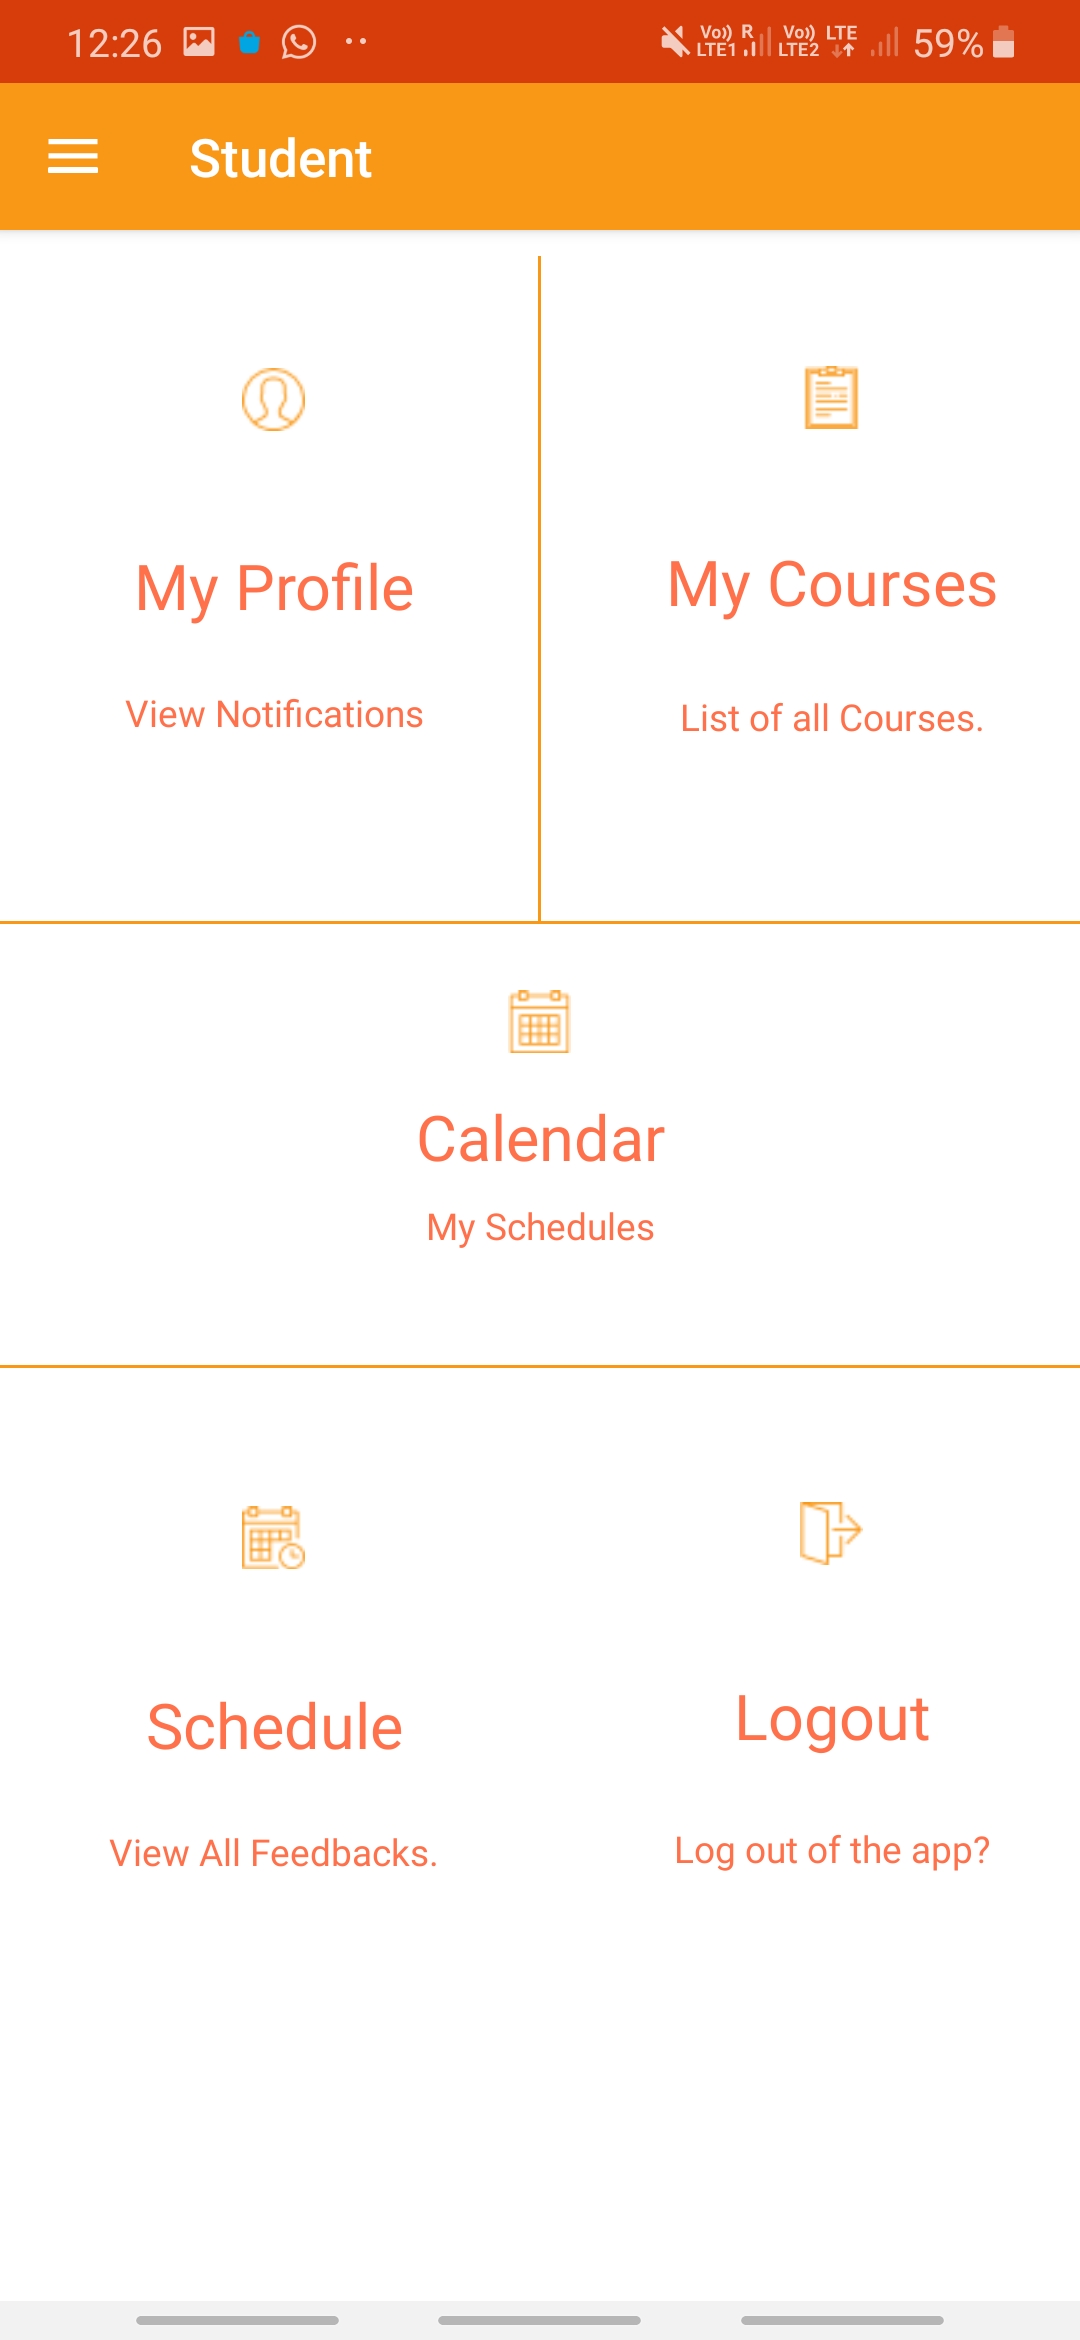 12:26 Vo)) R LTE1 Vo)) LTE LTE2 59%
Student
My Profile
View Notifications
My Courses
List of all Courses.
Calendar
My Schedules
Schedule
View All Feedbacks.
Logout
Log out of the app?